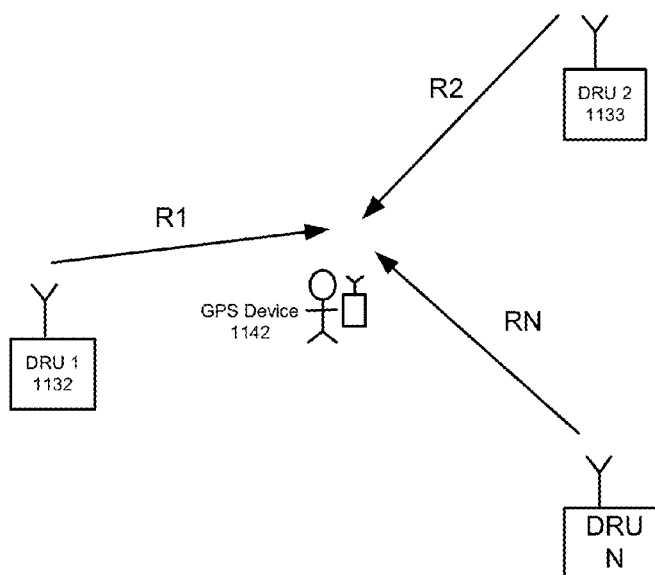 R2
DRU 2
1133
R1
GPS Device
1142
RN
DRU 1
1132
DRU
N